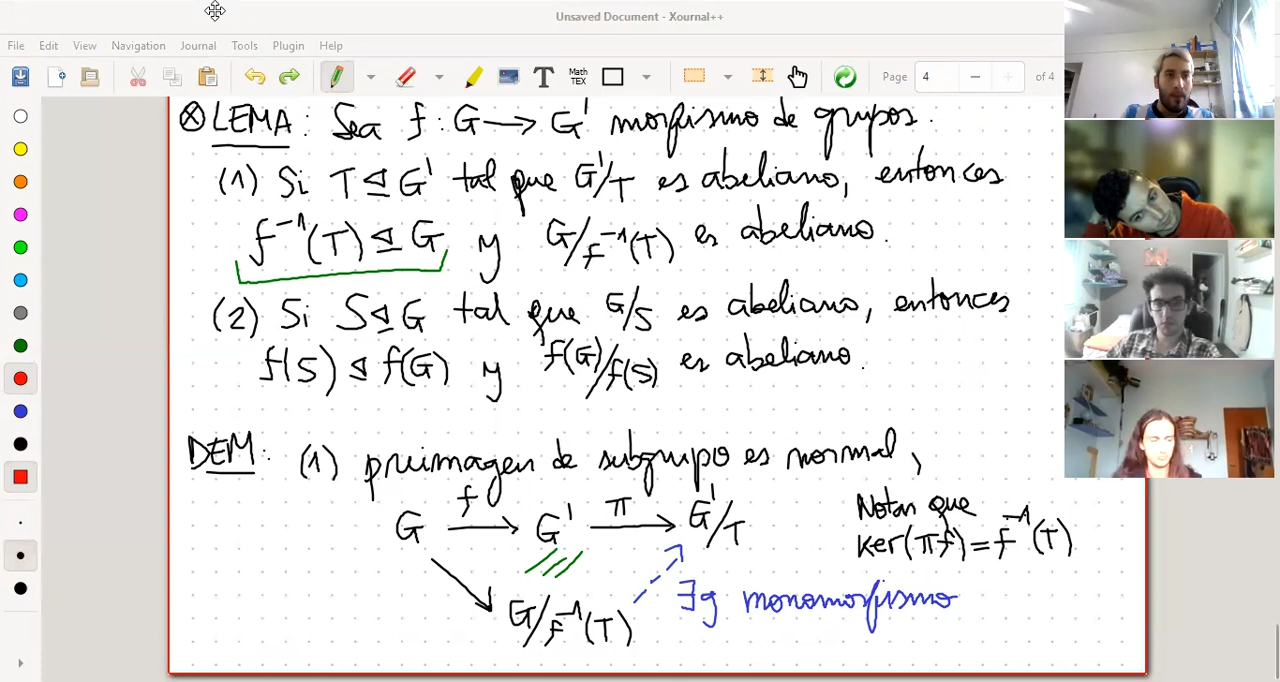 Unsaved Document - Xournal++
File Edit View Navigation Journal Tools Plugin Help
T Math TEX Page 4 of 4
⊗ LEMA: Sea f: G → G' morfismo de grupos.
(1) Si T ⊴ G' tal que G'/T es abeliano, entonces
f⁻¹(T) ⊴ G y G/f⁻¹(T) es abeliano.
(2) Si S ⊴ G tal que G/S es abeliano, entonces
f(S) ⊴ f(G) y f(G)/f(S) es abeliano.
DEM: (1) preimagen de subgrupo es normal,
G f→ G' π→ G'/T
Notar que
ker(πf) = f⁻¹(T)
G/f⁻¹(T) ∃g monomorfismo